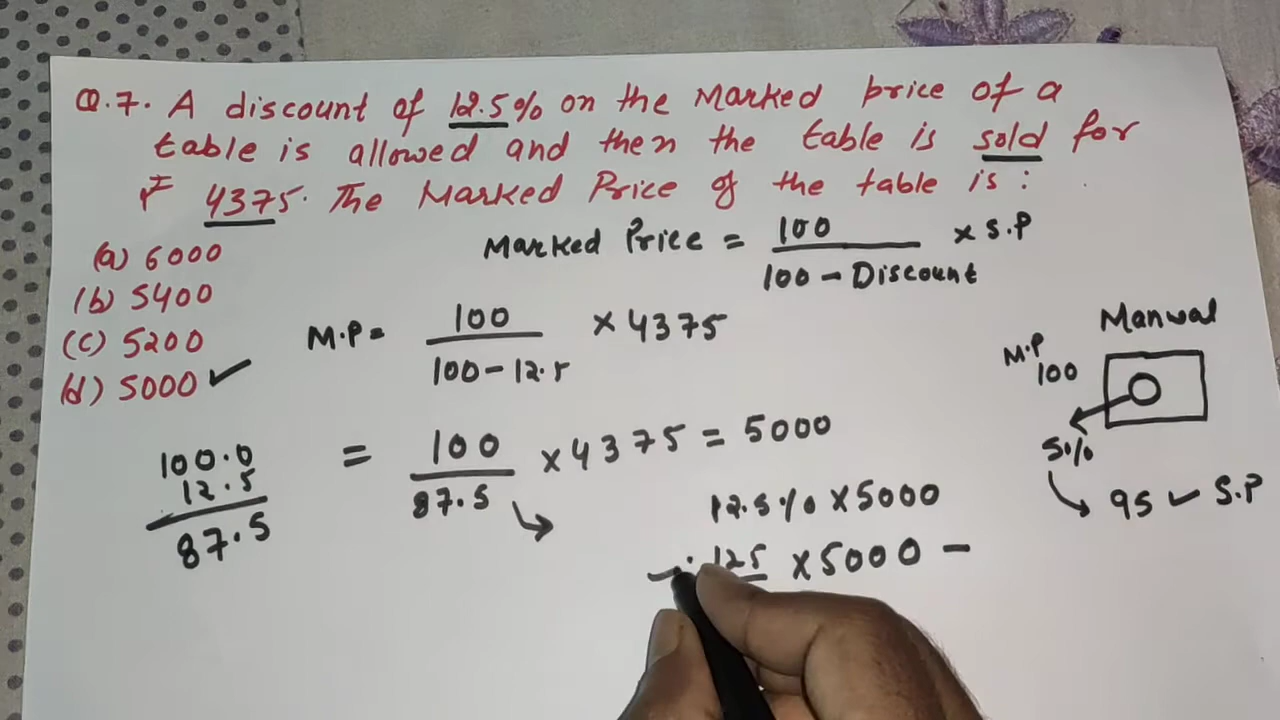 Q.7. A discount of 12.5% on the Marked price of a
table is allowed and then the table is sold for
₹ 4375. The Marked Price of the table is :
(a) 6000
(b) 5400
(c) 5200
(d) 5000 ✓
Marked Price = 100 / 100 - Discount × S.P
M.P = 100 / 100 - 12.5 × 4375
= 100 / 87.5 × 4375 = 5000
100.0
12.5
87.5
12.5% × 5000
.125 × 5000 -
Manual
M.P
100
5%
95 ✓ S.P